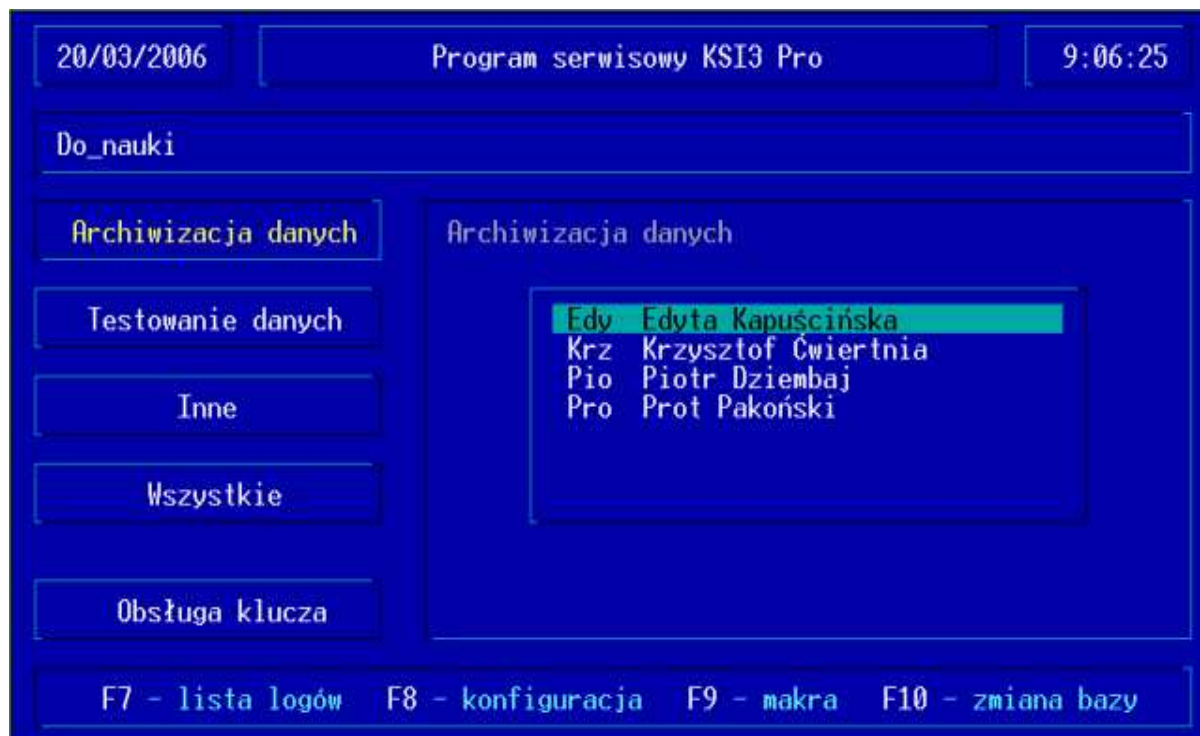 20/03/2006 Program serwisowy KSI3 Pro 9:06:25
Do_nauki
Archiwizacja danych
Testowanie danych
Inne
Wszystkie
Obsługa klucza
Archiwizacja danych
Edy Edyta Kapuścińska
Krz Krzysztof Ćwiertnia
Pio Piotr Dziembaj
Pro Prot Pakoński
F7 - lista logów F8 - konfiguracja F9 - makra F10 - zmiana bazy